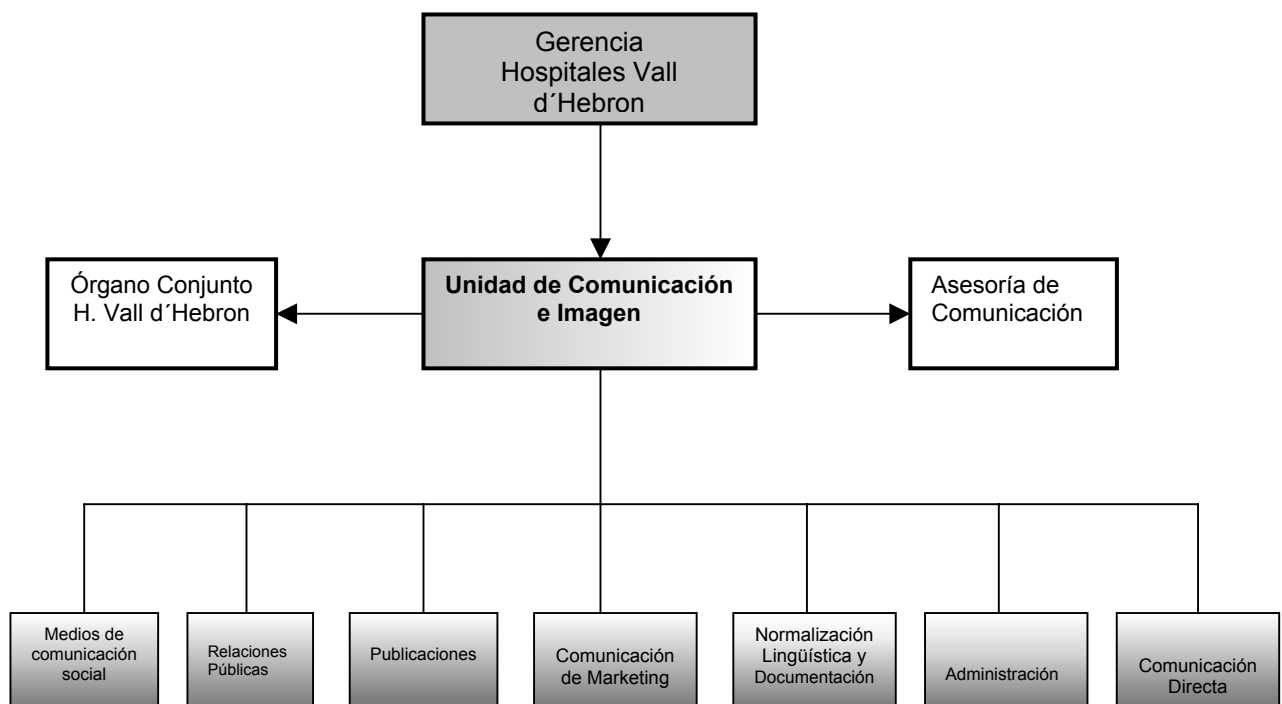 Gerencia
Hospitales Vall
d´Hebron
Órgano Conjunto
H. Vall d´Hebron
Unidad de Comunicación
e Imagen
Asesoría de
Comunicación
Medios de
comunicación
social
Relaciones
Públicas
Publicaciones
Comunicación
de Marketing
Normalización
Lingüística y
Documentación
Administración
Comunicación
Directa